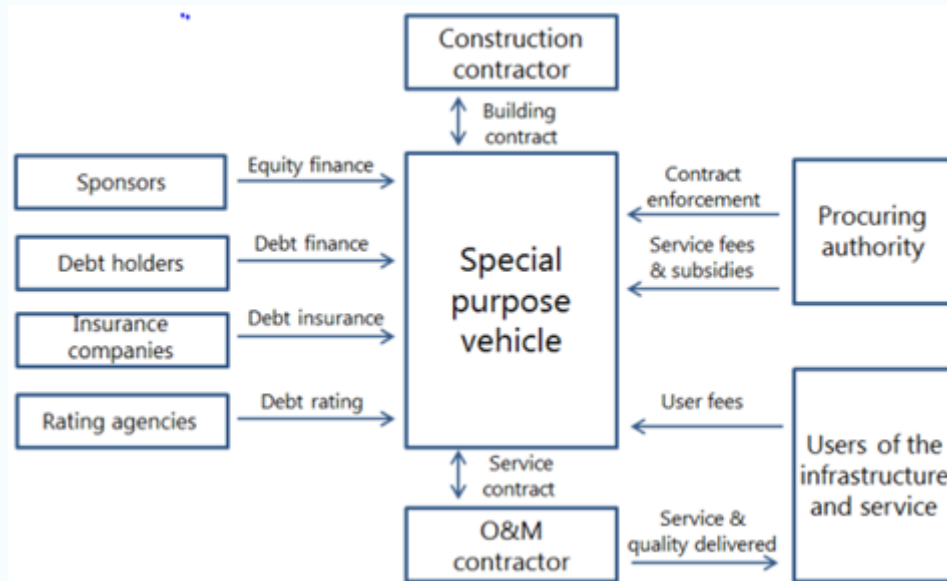 Construction
contractor
Building
contract
Sponsors
Equity finance
Debt holders
Debt finance
Insurance
companies
Debt insurance
Rating agencies
Debt rating
Special
purpose
vehicle
Contract
enforcement
Service fees
& subsidies
Procuring
authority
User fees
Users of the
infrastructure
and service
Service
contract
O&M
contractor
Service &
quality delivered